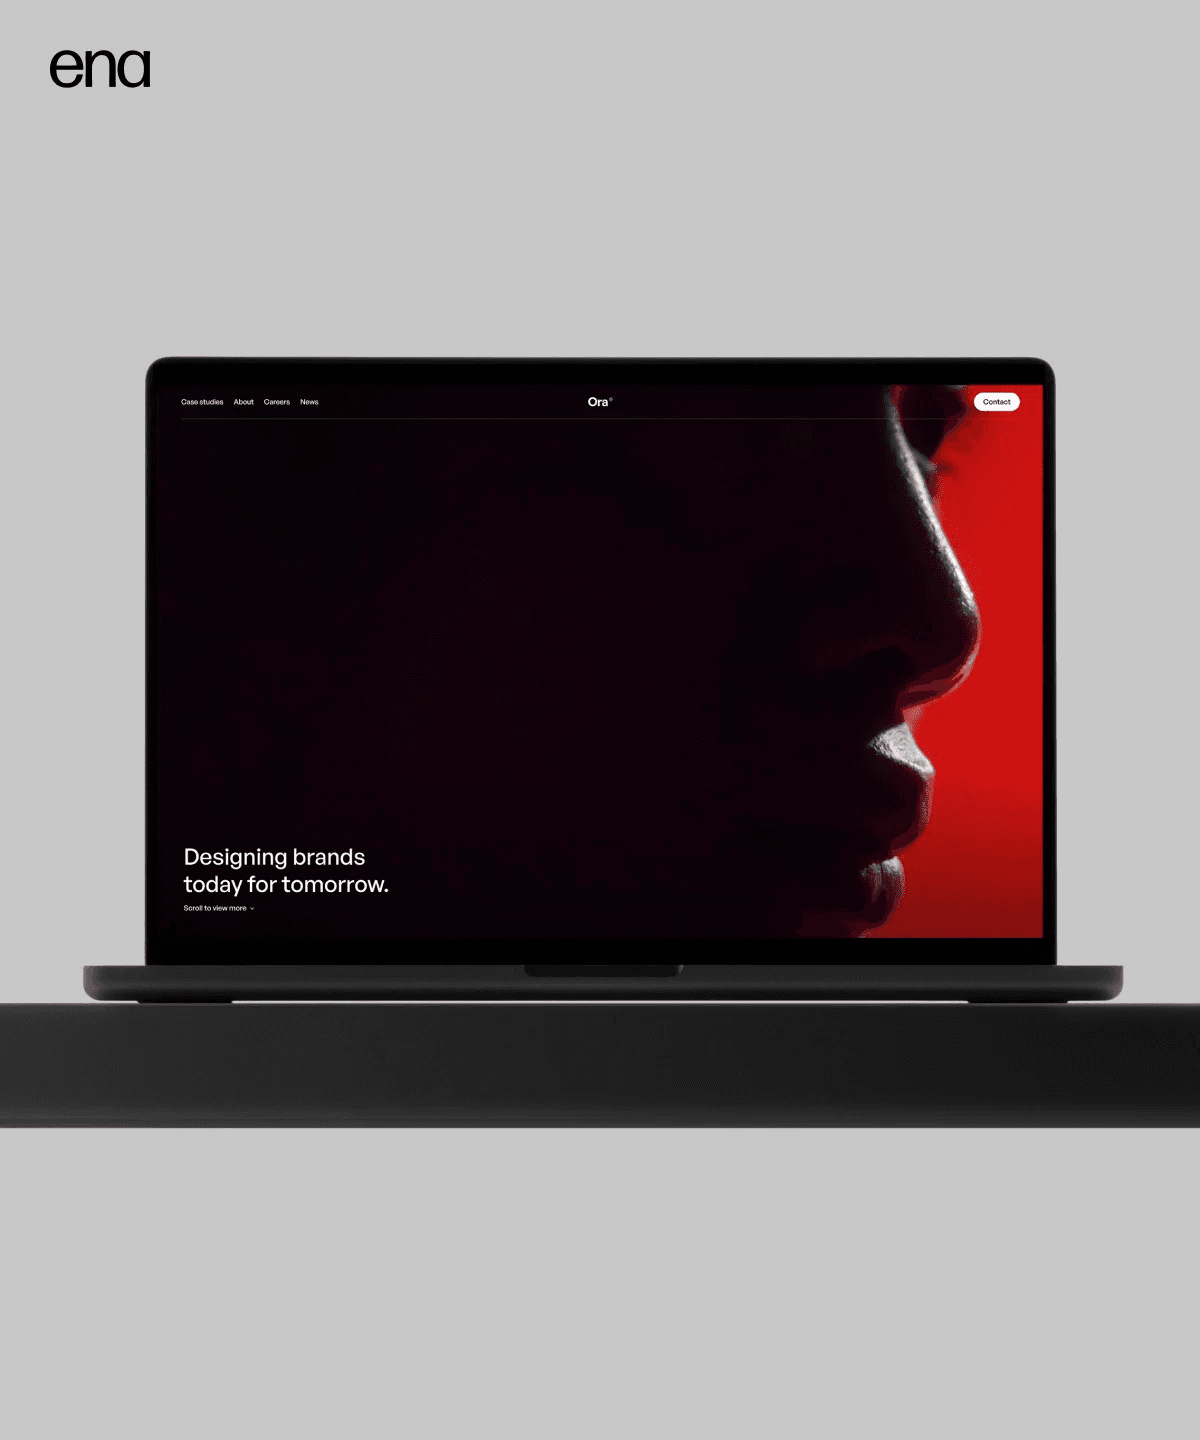 ena
Case studies About Careers News Ora® Contact
Designing brands
today for tomorrow.
Scroll to view more